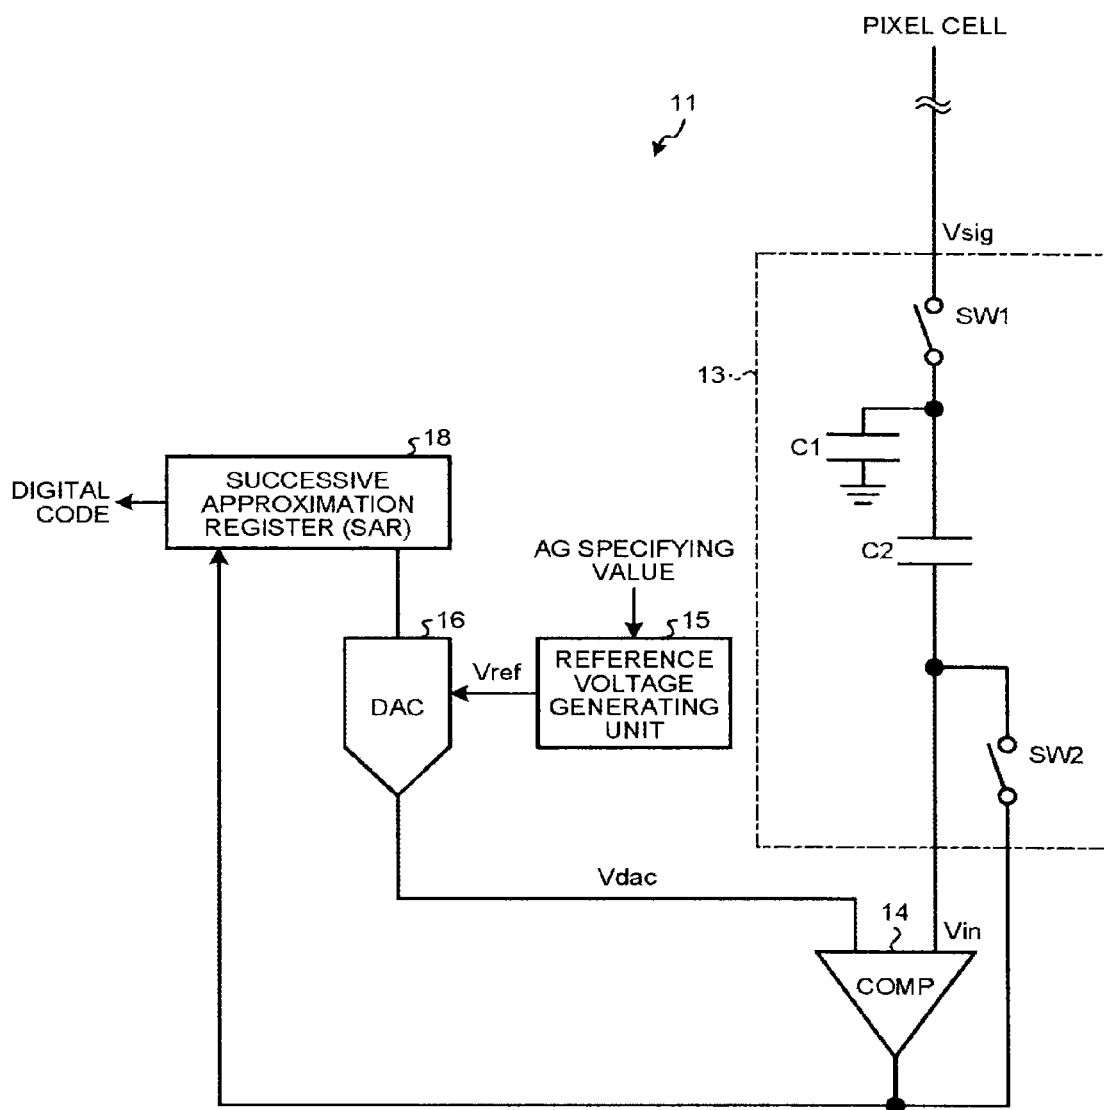 PIXEL CELL
11
Vsig
SW1
13
C1
18
SUCCESSIVE
APPROXIMATION
REGISTER (SAR)
DIGITAL
CODE
C2
AG SPECIFYING
VALUE
16
15
Vref
REFERENCE
VOLTAGE
GENERATING
UNIT
DAC
SW2
Vdac
14
Vin
COMP